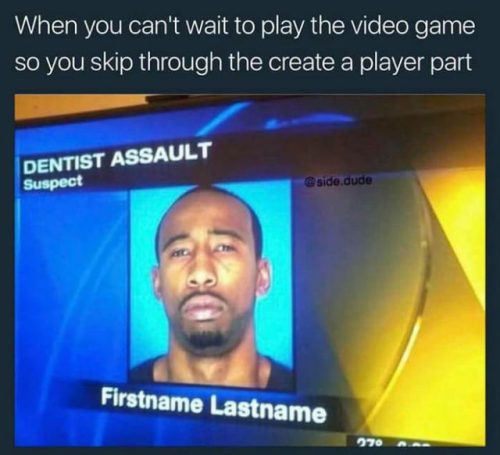 When you can't wait to play the video game
so you skip through the create a player part
DENTIST ASSAULT
Suspect
@side.dude
Firstname Lastname
27°